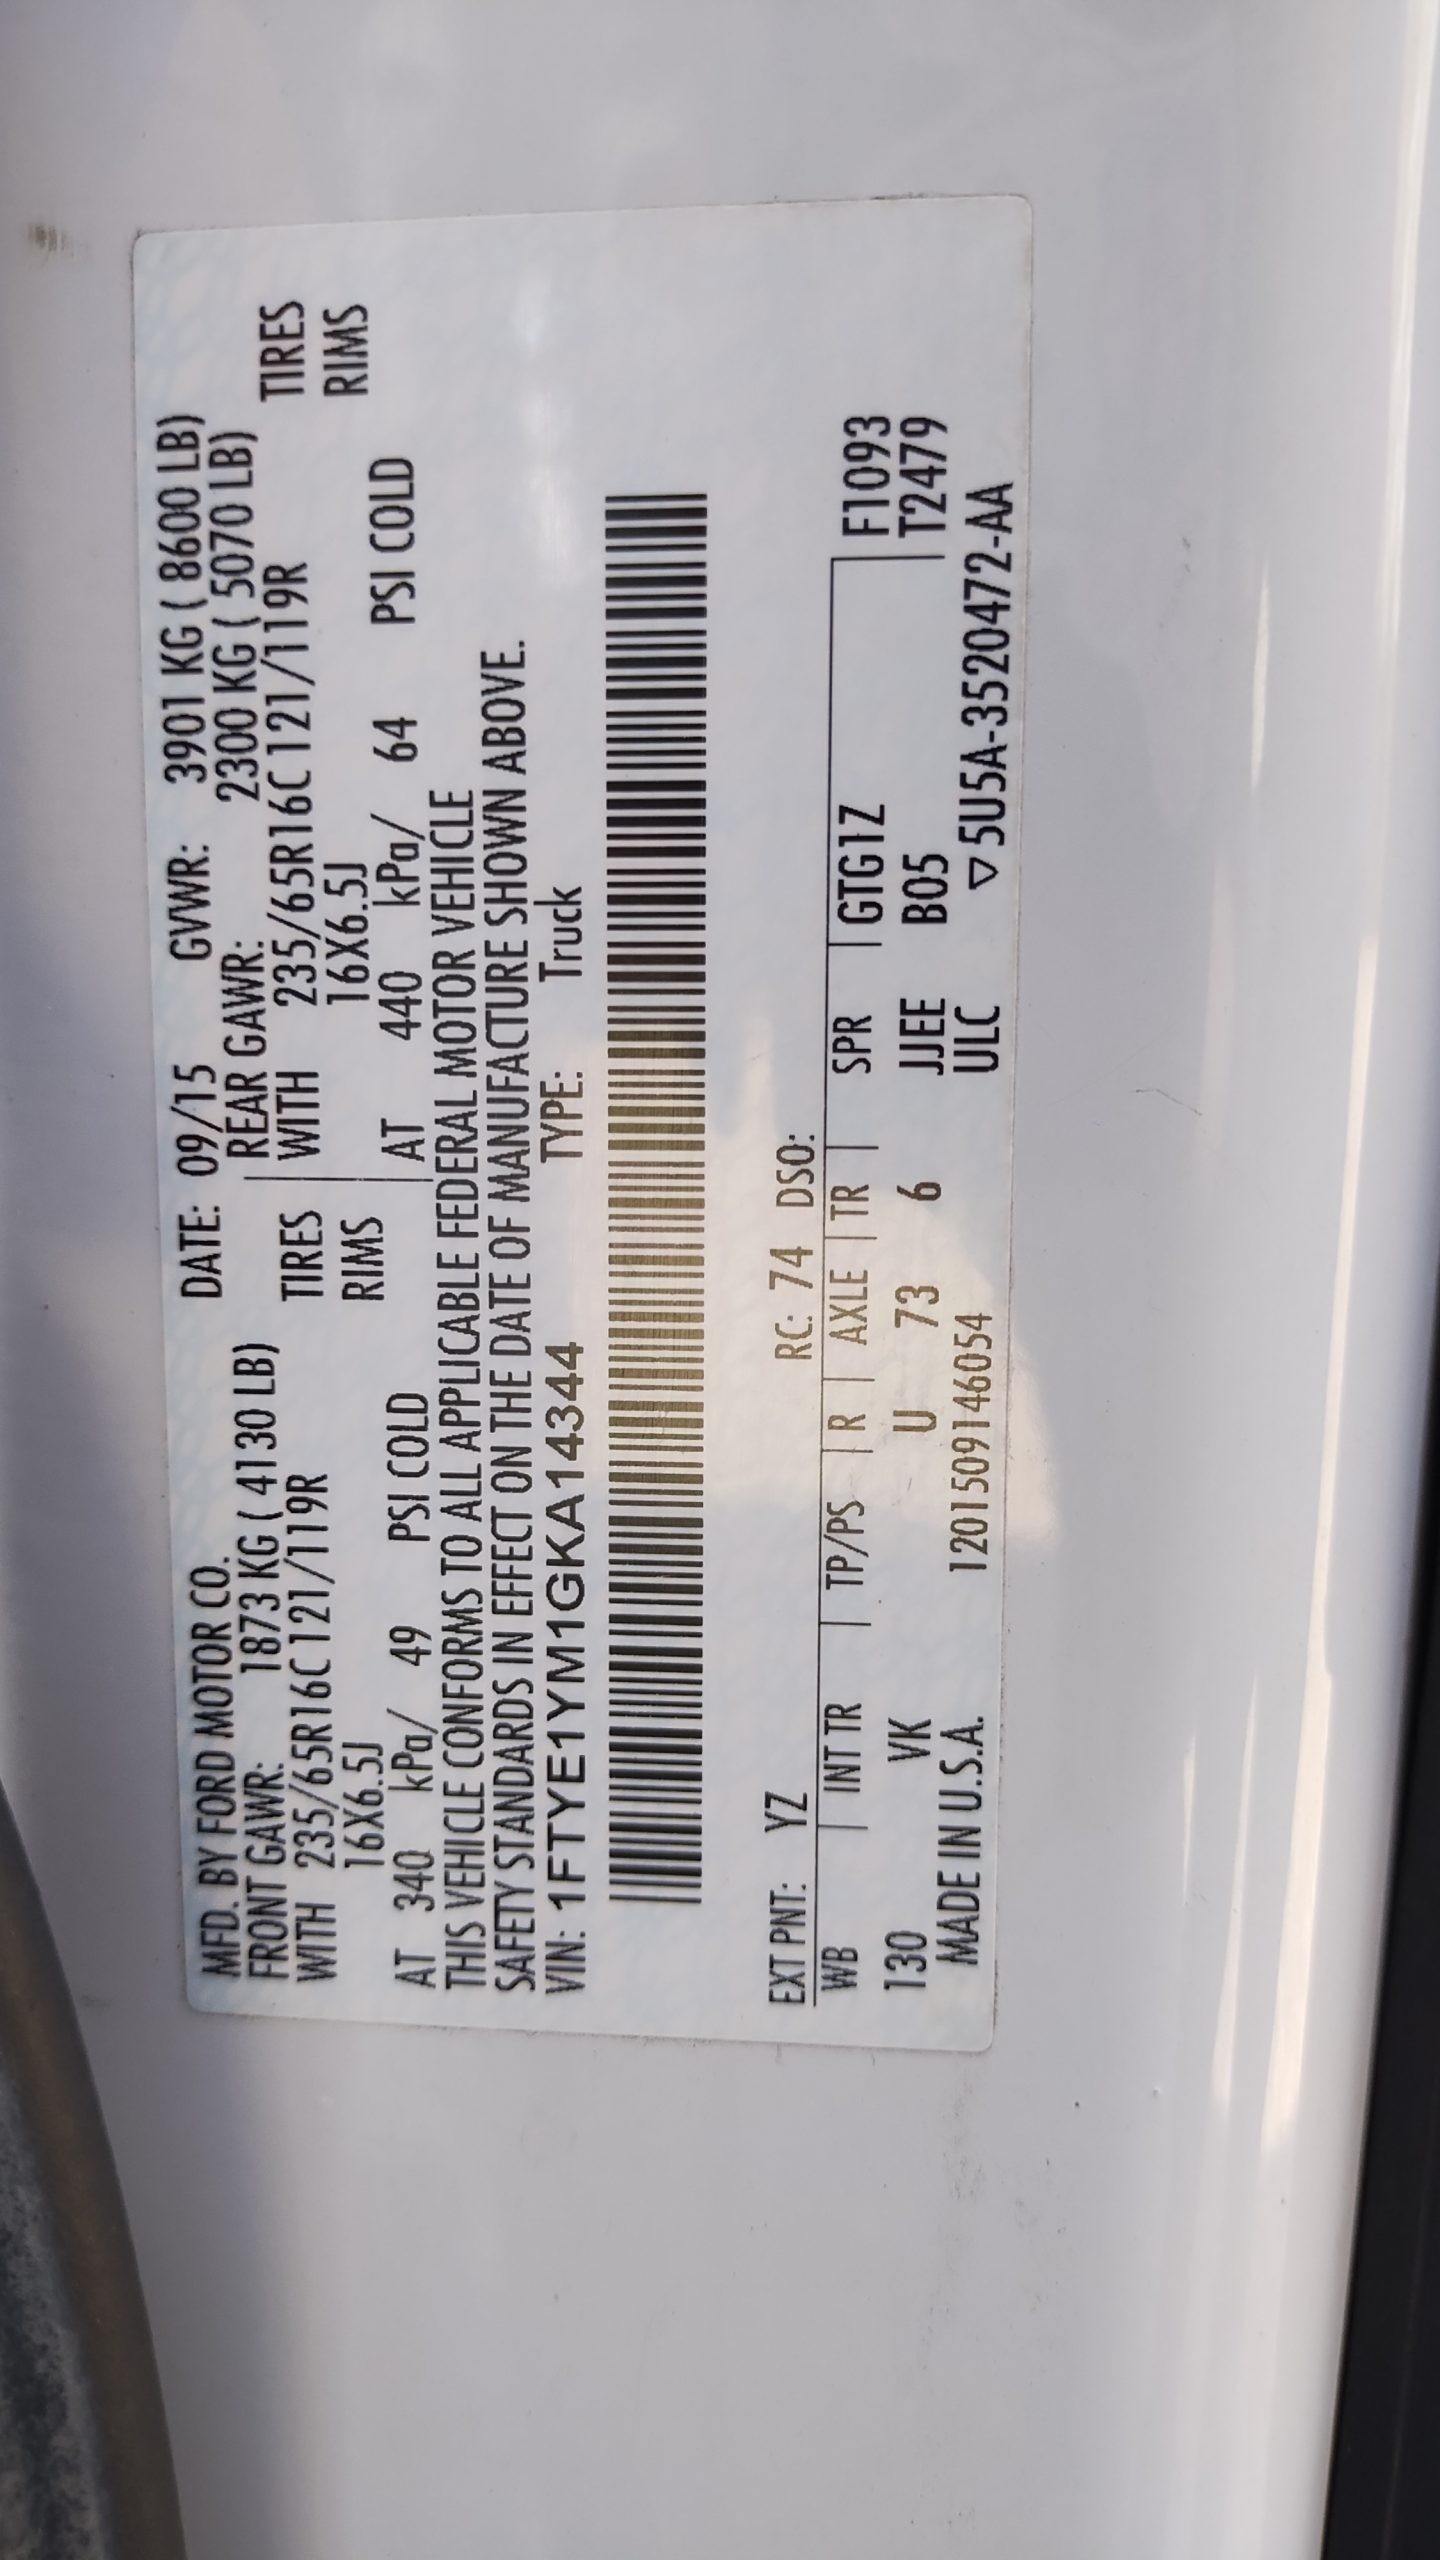 MFD. BY FORD MOTOR CO. DATE: 09/15 GVWR: 3901 KG ( 8600 LB)
FRONT GAWR: 1873 KG ( 4130 LB) REAR GAWR: 2300 KG ( 5070 LB)
WITH 235/65R16C 121/119R TIRES WITH 235/65R16C 121/119R TIRES
16X6.5J RIMS 16X6.5J RIMS
AT 340 kPa/ 49 PSI COLD AT 440 kPa/ 64 PSI COLD
THIS VEHICLE CONFORMS TO ALL APPLICABLE FEDERAL MOTOR VEHICLE
SAFETY STANDARDS IN EFFECT ON THE DATE OF MANUFACTURE SHOWN ABOVE.
VIN: 1FTYE1YM1GKA14344 TYPE: Truck
EXT PNT: YZ RC: 74 DSO:
WB INT TR TP/PS R AXLE TR SPR GTG1Z F1093
130 VK U 73 6 JJEE B05 T2479
MADE IN U.S.A. 1201509146054 ULC ▽5U5A-3520472-AA